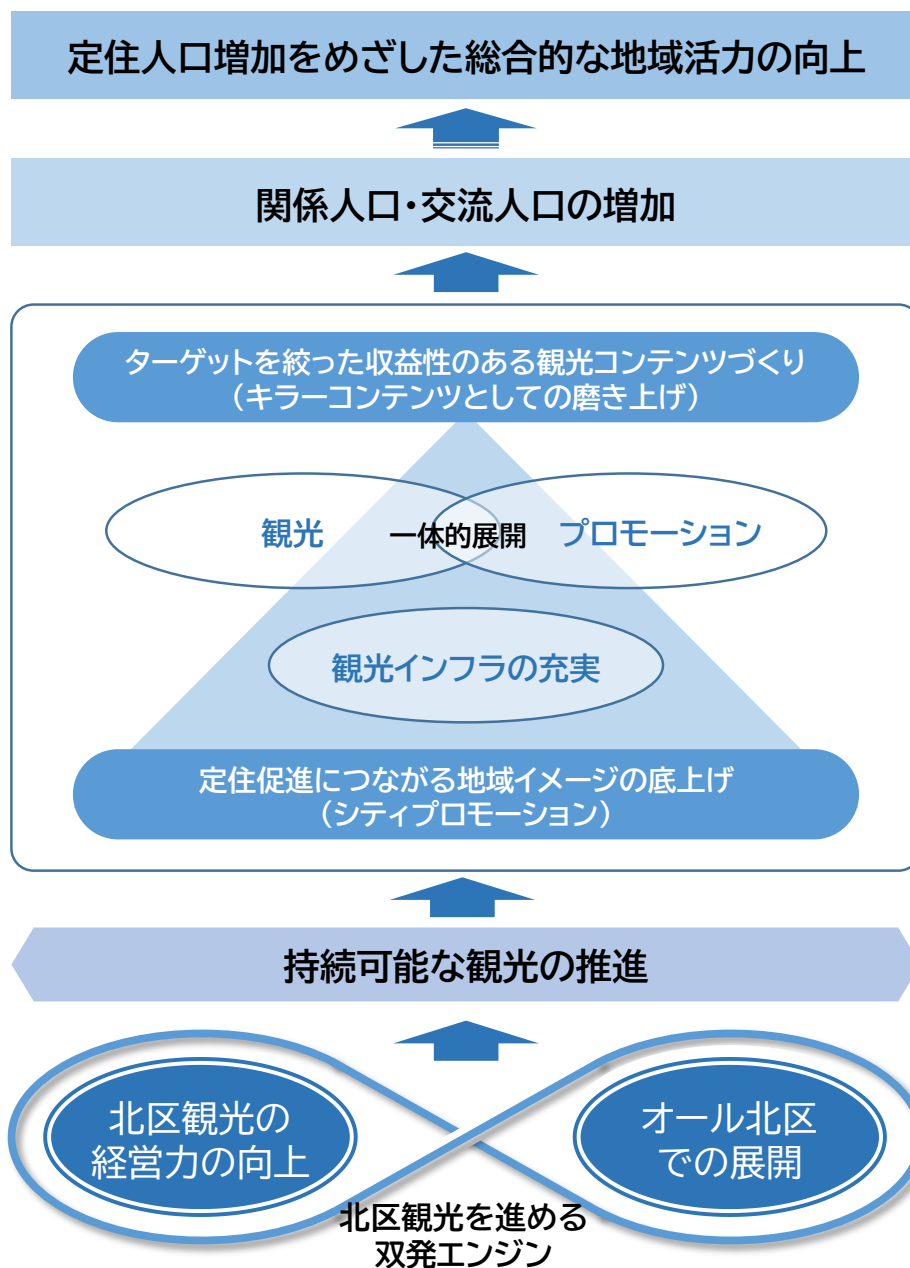 定住人口増加をめざした総合的な地域活力の向上
関係人口・交流人口の増加
ターゲットを絞った収益性のある観光コンテンツづくり
（キラーコンテンツとしての磨き上げ）
観光
一体的展開
プロモーション
観光インフラの充実
定住促進につながる地域イメージの底上げ
（シティプロモーション）
持続可能な観光の推進
北区観光の
経営力の向上
オール北区
での展開
北区観光を進める
双発エンジン